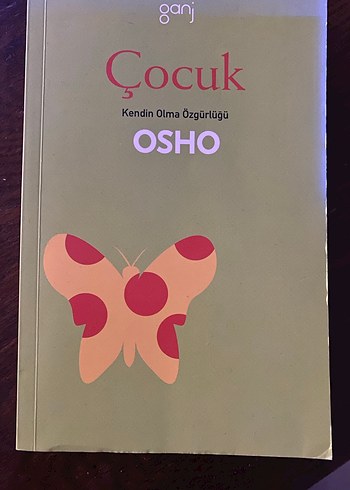 ganj
Çocuk
Kendin Olma Özgürlüğü
OSHO